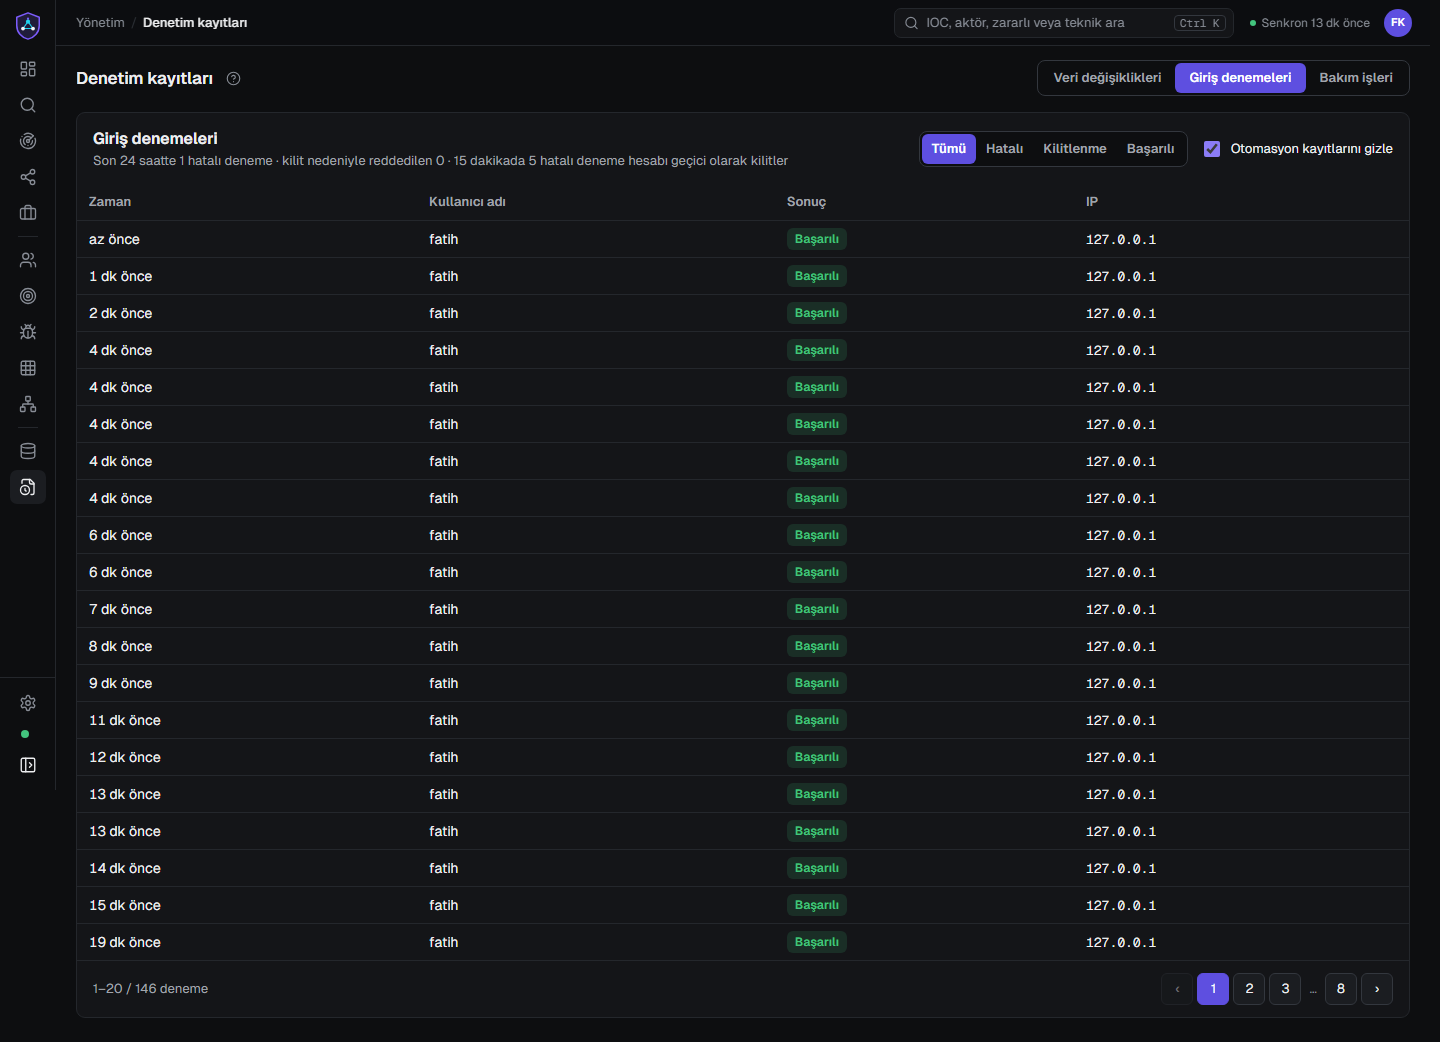 Yönetim / Denetim kayıtları
IOC, aktör, zararlı veya teknik ara Ctrl K
Senkron 13 dk önce
FK
Denetim kayıtları ?
Veri değişiklikleri Giriş denemeleri Bakım işleri
Giriş denemeleri
Son 24 saatte 1 hatalı deneme · kilit nedeniyle reddedilen 0 · 15 dakikada 5 hatalı deneme hesabı geçici olarak kilitler
Tümü Hatalı Kilitlenme Başarılı
Otomasyon kayıtlarını gizle
Zaman Kullanıcı adı Sonuç IP
az önce fatih Başarılı 127.0.0.1
1 dk önce fatih Başarılı 127.0.0.1
2 dk önce fatih Başarılı 127.0.0.1
4 dk önce fatih Başarılı 127.0.0.1
4 dk önce fatih Başarılı 127.0.0.1
4 dk önce fatih Başarılı 127.0.0.1
4 dk önce fatih Başarılı 127.0.0.1
4 dk önce fatih Başarılı 127.0.0.1
6 dk önce fatih Başarılı 127.0.0.1
6 dk önce fatih Başarılı 127.0.0.1
7 dk önce fatih Başarılı 127.0.0.1
8 dk önce fatih Başarılı 127.0.0.1
9 dk önce fatih Başarılı 127.0.0.1
11 dk önce fatih Başarılı 127.0.0.1
12 dk önce fatih Başarılı 127.0.0.1
13 dk önce fatih Başarılı 127.0.0.1
13 dk önce fatih Başarılı 127.0.0.1
14 dk önce fatih Başarılı 127.0.0.1
15 dk önce fatih Başarılı 127.0.0.1
19 dk önce fatih Başarılı 127.0.0.1
1–20 / 146 deneme
‹ 1 2 3 … 8 ›